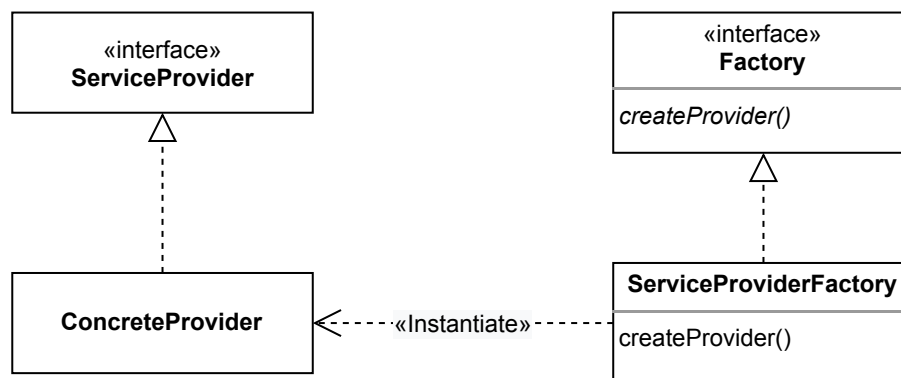 «interface»
ServiceProvider
«interface»
Factory
createProvider()
ConcreteProvider
«Instantiate»
ServiceProviderFactory
createProvider()